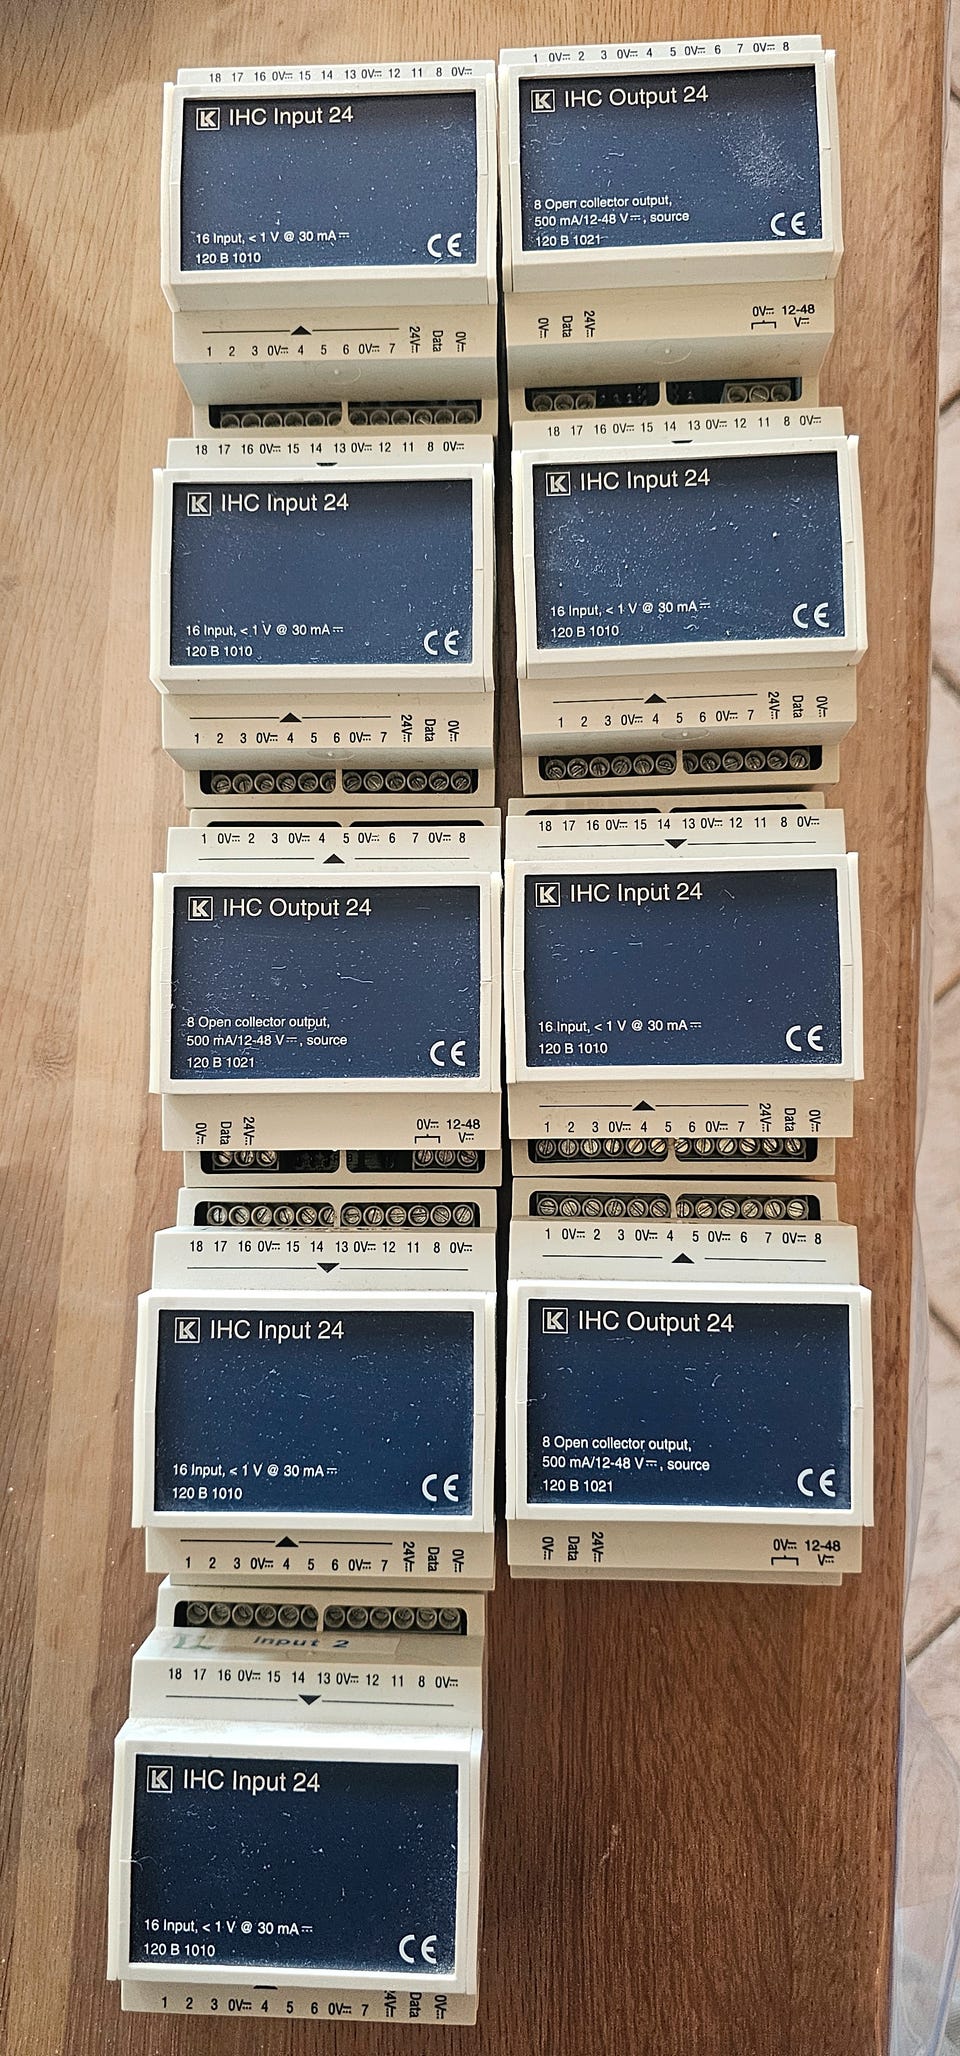 18 17 16 0V 15 14 13 0V 12 11 8 0V
LK IHC Input 24
16 Input, < 1 V @ 30 mA
120 B 1010
CE
24V Data 0V
1 2 3 0V 4 5 6 0V 7
18 17 16 0V 15 14 13 0V 12 11 8 0V
LK IHC Input 24
16 Input, < 1 V @ 30 mA
120 B 1010
CE
24V Data 0V
1 2 3 0V 4 5 6 0V 7
1 0V 2 3 0V 4 5 0V 6 7 0V 8
LK IHC Output 24
8 Open collector output,
500 mA/12-48 V, source
120 B 1021
CE
0V Data 24V
0V 12-48
V
18 17 16 0V 15 14 13 0V 12 11 8 0V
LK IHC Input 24
16 Input, < 1 V @ 30 mA
120 B 1010
CE
24V Data 0V
1 2 3 0V 4 5 6 0V 7
Input 2
18 17 16 0V 15 14 13 0V 12 11 8 0V
LK IHC Input 24
16 Input, < 1 V @ 30 mA
120 B 1010
CE
24V Data 0V
1 2 3 0V 4 5 6 0V 7
1 0V 2 3 0V 4 5 0V 6 7 0V 8
LK IHC Output 24
8 Open collector output,
500 mA/12-48 V, source
120 B 1021
CE
0V Data 24V
0V 12-48
V
18 17 16 0V 15 14 13 0V 12 11 8 0V
LK IHC Input 24
16 Input, < 1 V @ 30 mA
120 B 1010
CE
24V Data 0V
1 2 3 0V 4 5 6 0V 7
18 17 16 0V 15 14 13 0V 12 11 8 0V
LK IHC Input 24
16 Input, < 1 V @ 30 mA
120 B 1010
CE
24V Data 0V
1 2 3 0V 4 5 6 0V 7
1 0V 2 3 0V 4 5 0V 6 7 0V 8
LK IHC Output 24
8 Open collector output,
500 mA/12-48 V, source
120 B 1021
CE
0V Data 24V
0V 12-48
V